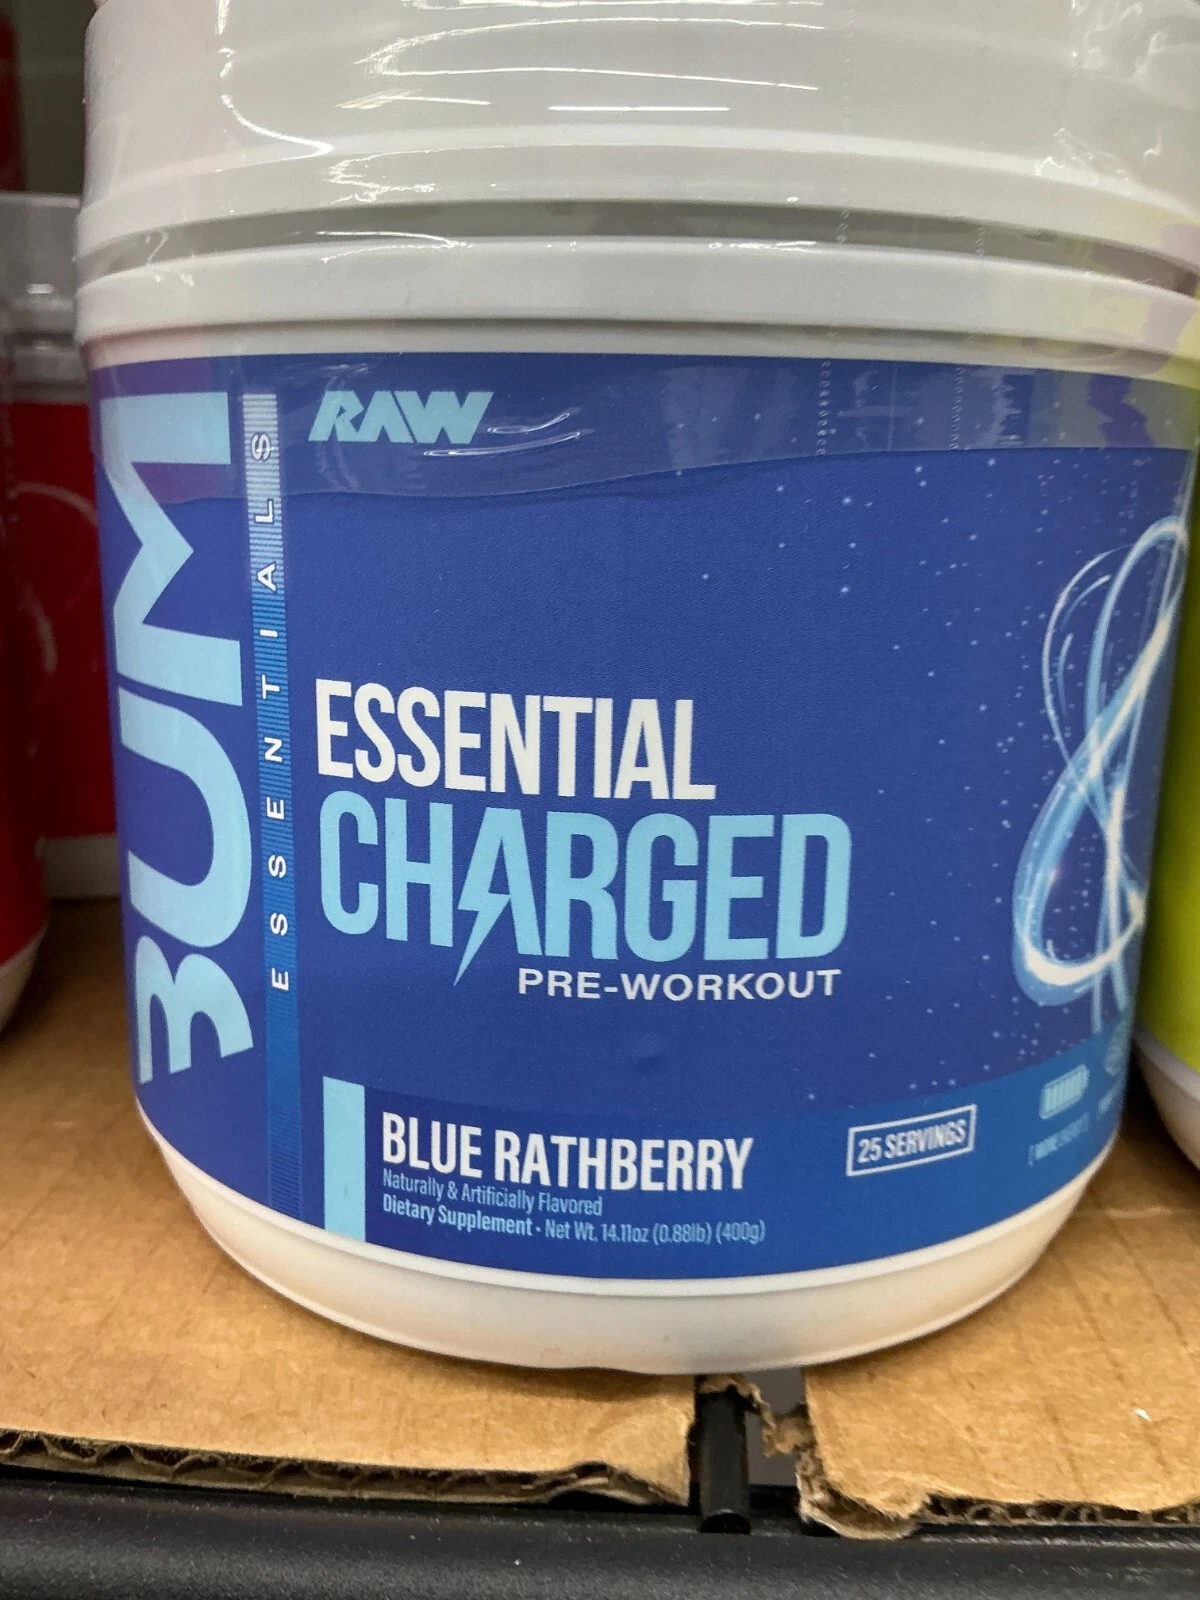 RAW
BUM
ESSENTIALS
ESSENTIAL
CHARGED
PRE-WORKOUT
BLUE RATHBERRY
Naturally & Artificially Flavored
Dietary Supplement · Net Wt. 14.11oz (0.88lb) (400g)
25 SERVINGS